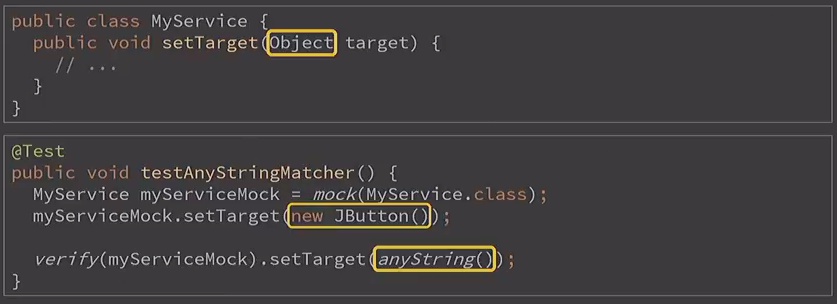 public class MyService {
public void setTarget(Object target) {
// ...
}
}
@Test
public void testAnyStringMatcher() {
MyService myServiceMock = mock(MyService.class);
myServiceMock.setTarget(new JButton());
verify(myServiceMock).setTarget(anyString());
}